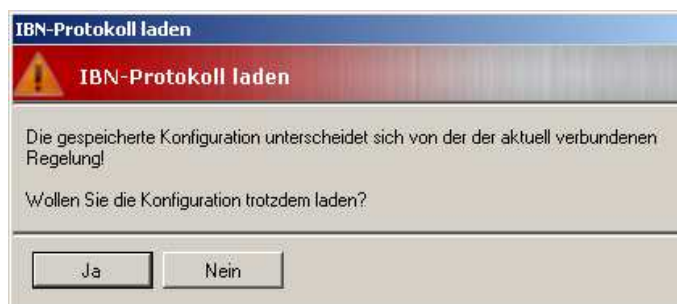 IBN-Protokoll laden
IBN-Protokoll laden
Die gespeicherte Konfiguration unterscheidet sich von der der aktuell verbundenen
Regelung!
Wollen Sie die Konfiguration trotzdem laden?
Ja
Nein